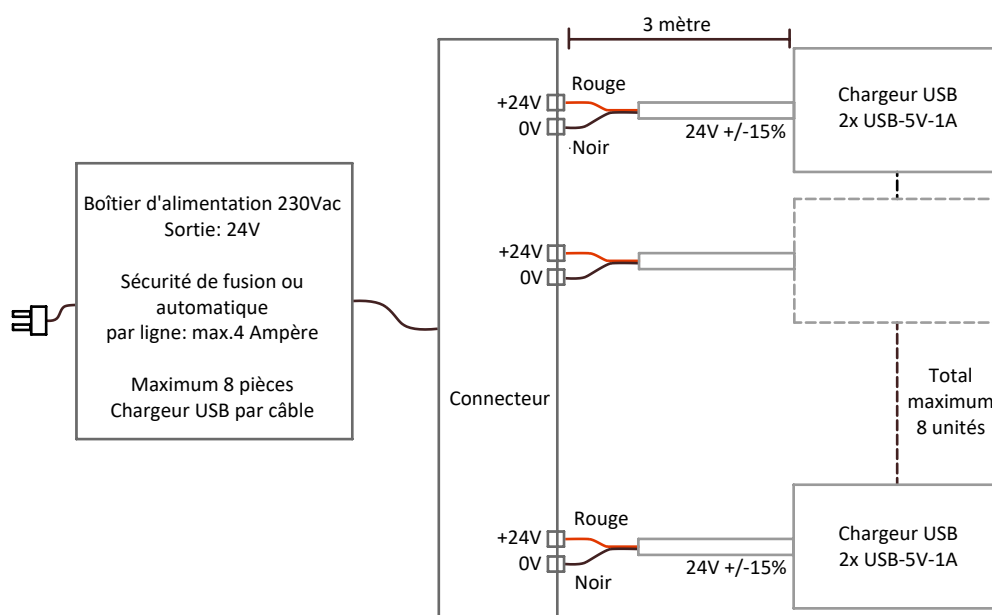 3 mètre
Rouge
+24V
0V
Noir
24V +/-15%
Chargeur USB
2x USB-5V-1A
Boîtier d'alimentation 230Vac
Sortie: 24V
Sécurité de fusion ou
automatique
par ligne: max.4 Ampère
Maximum 8 pièces
Chargeur USB par câble
+24V
0V
Connecteur
Total
maximum
8 unités
Rouge
+24V
0V
Noir
24V +/-15%
Chargeur USB
2x USB-5V-1A